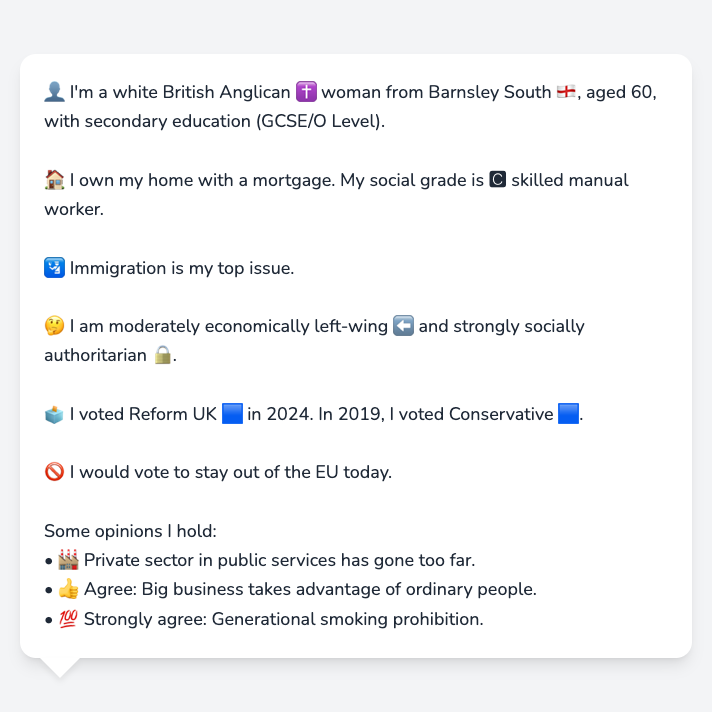 👤 I'm a white British Anglican ✝️ woman from Barnsley South 🏴󠁧󠁢󠁥󠁮󠁧󠁿, aged 60,
with secondary education (GCSE/O Level).
🏠 I own my home with a mortgage. My social grade is 🅲 skilled manual
worker.
🛂 Immigration is my top issue.
🤔 I am moderately economically left-wing ⬅️ and strongly socially
authoritarian 🔒.
🗳️ I voted Reform UK 🟦 in 2024. In 2019, I voted Conservative 🟦.
🚫 I would vote to stay out of the EU today.
Some opinions I hold:
• 🏭 Private sector in public services has gone too far.
• 👍 Agree: Big business takes advantage of ordinary people.
• 💯 Strongly agree: Generational smoking prohibition.